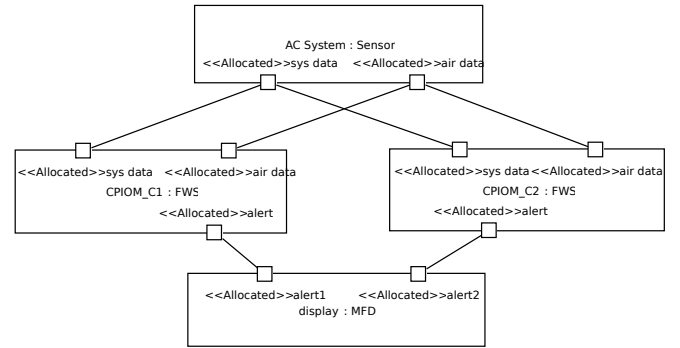 AC System : Sensor
<<Allocated>>sys data <<Allocated>>air data
<<Allocated>>sys data <<Allocated>>air data
CPIOM_C1 : FWS
<<Allocated>>alert
<<Allocated>>sys data <<Allocated>>air data
CPIOM_C2 : FWS
<<Allocated>>alert
<<Allocated>>alert1 <<Allocated>>alert2
display : MFD